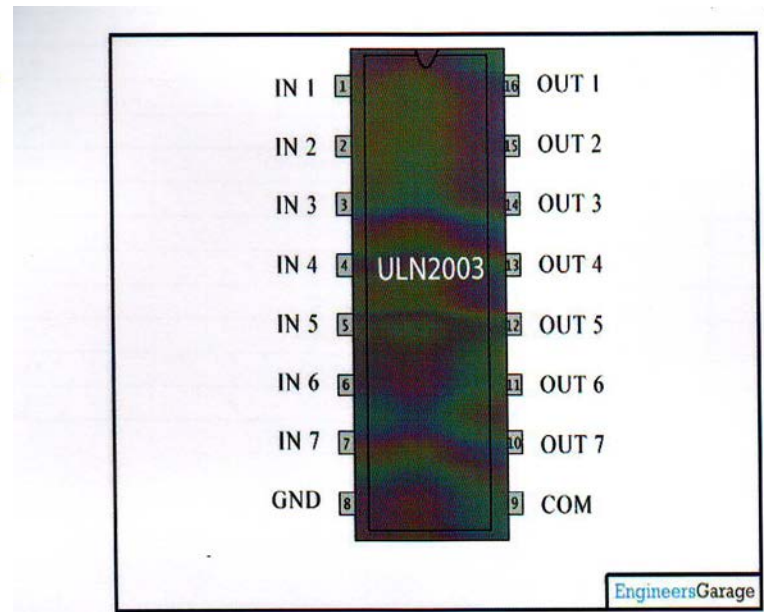 IN 1 1 16 OUT 1
IN 2 2 15 OUT 2
IN 3 3 14 OUT 3
IN 4 4 ULN2003 13 OUT 4
IN 5 5 12 OUT 5
IN 6 6 11 OUT 6
IN 7 7 10 OUT 7
GND 8 9 COM
EngineersGarage